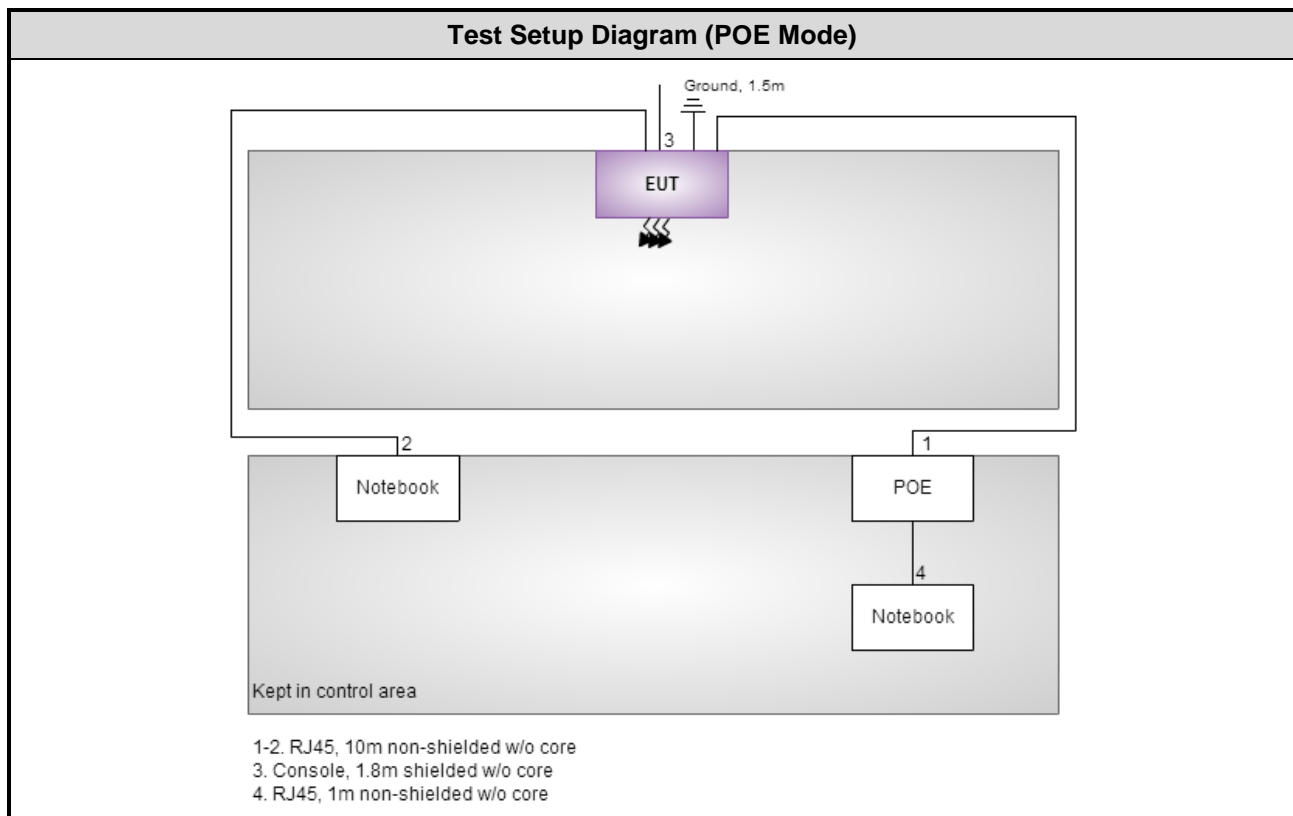 Test Setup Diagram (POE Mode)
Ground, 1.5m
3
EUT
2
1
Notebook
POE
4
Notebook
Kept in control area
1-2. RJ45, 10m non-shielded w/o core
3. Console, 1.8m shielded w/o core
4. RJ45, 1m non-shielded w/o core